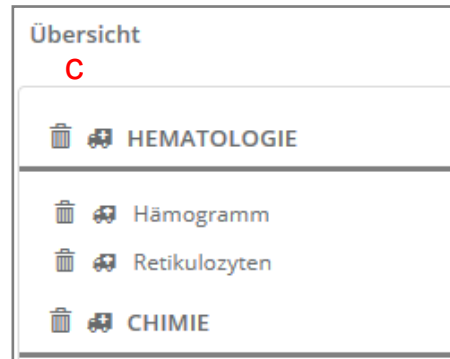 Übersicht
C
HEMATOLOGIE
Hämogramm
Retikulozyten
CHIMIE